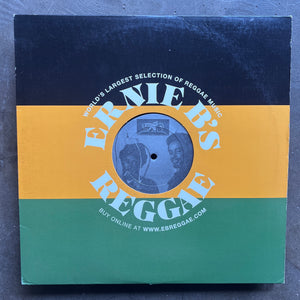 WORLD'S LARGEST SELECTION OF REGGAE MUSIC
ERNIE B'S
REGGAE
BUY ONLINE AT WWW.EBREGGAE.COM